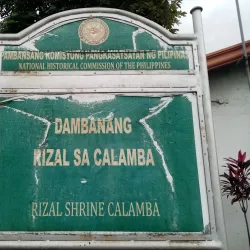 PAMBANSANG KOMISYONG PANGKASAYSAYAN NG PILIPINAS
NATIONAL HISTORICAL COMMISSION OF THE PHILIPPINES
DAMBANANG
RIZAL SA CALAMBA
RIZAL SHRINE CALAMBA